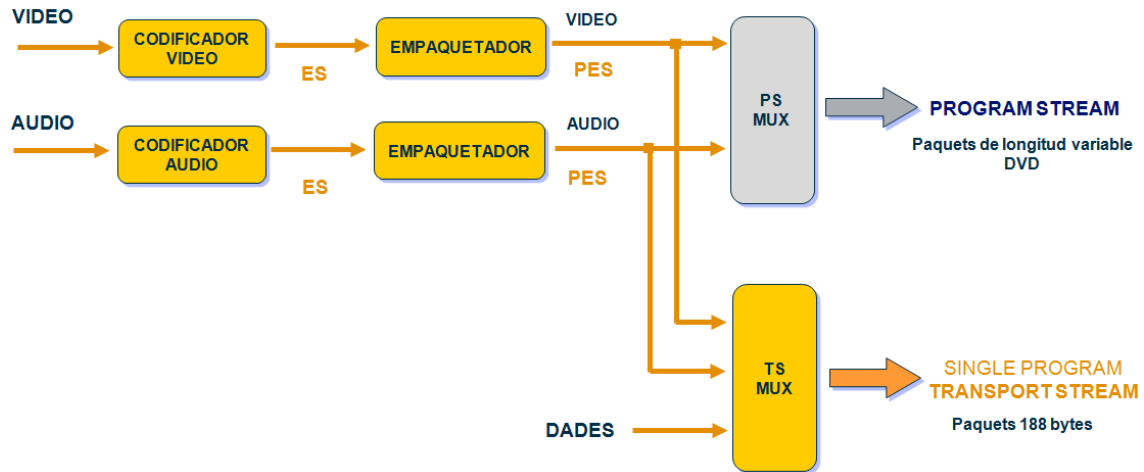 VIDEO
CODIFICADOR
VIDEO
ES
EMPAQUETADOR
VIDEO
PES
AUDIO
CODIFICADOR
AUDIO
ES
EMPAQUETADOR
AUDIO
PES
PS
MUX
PROGRAM STREAM
Paquets de longitud variable
DVD
DADES
TS
MUX
SINGLE PROGRAM
TRANSPORT STREAM
Paquets 188 bytes